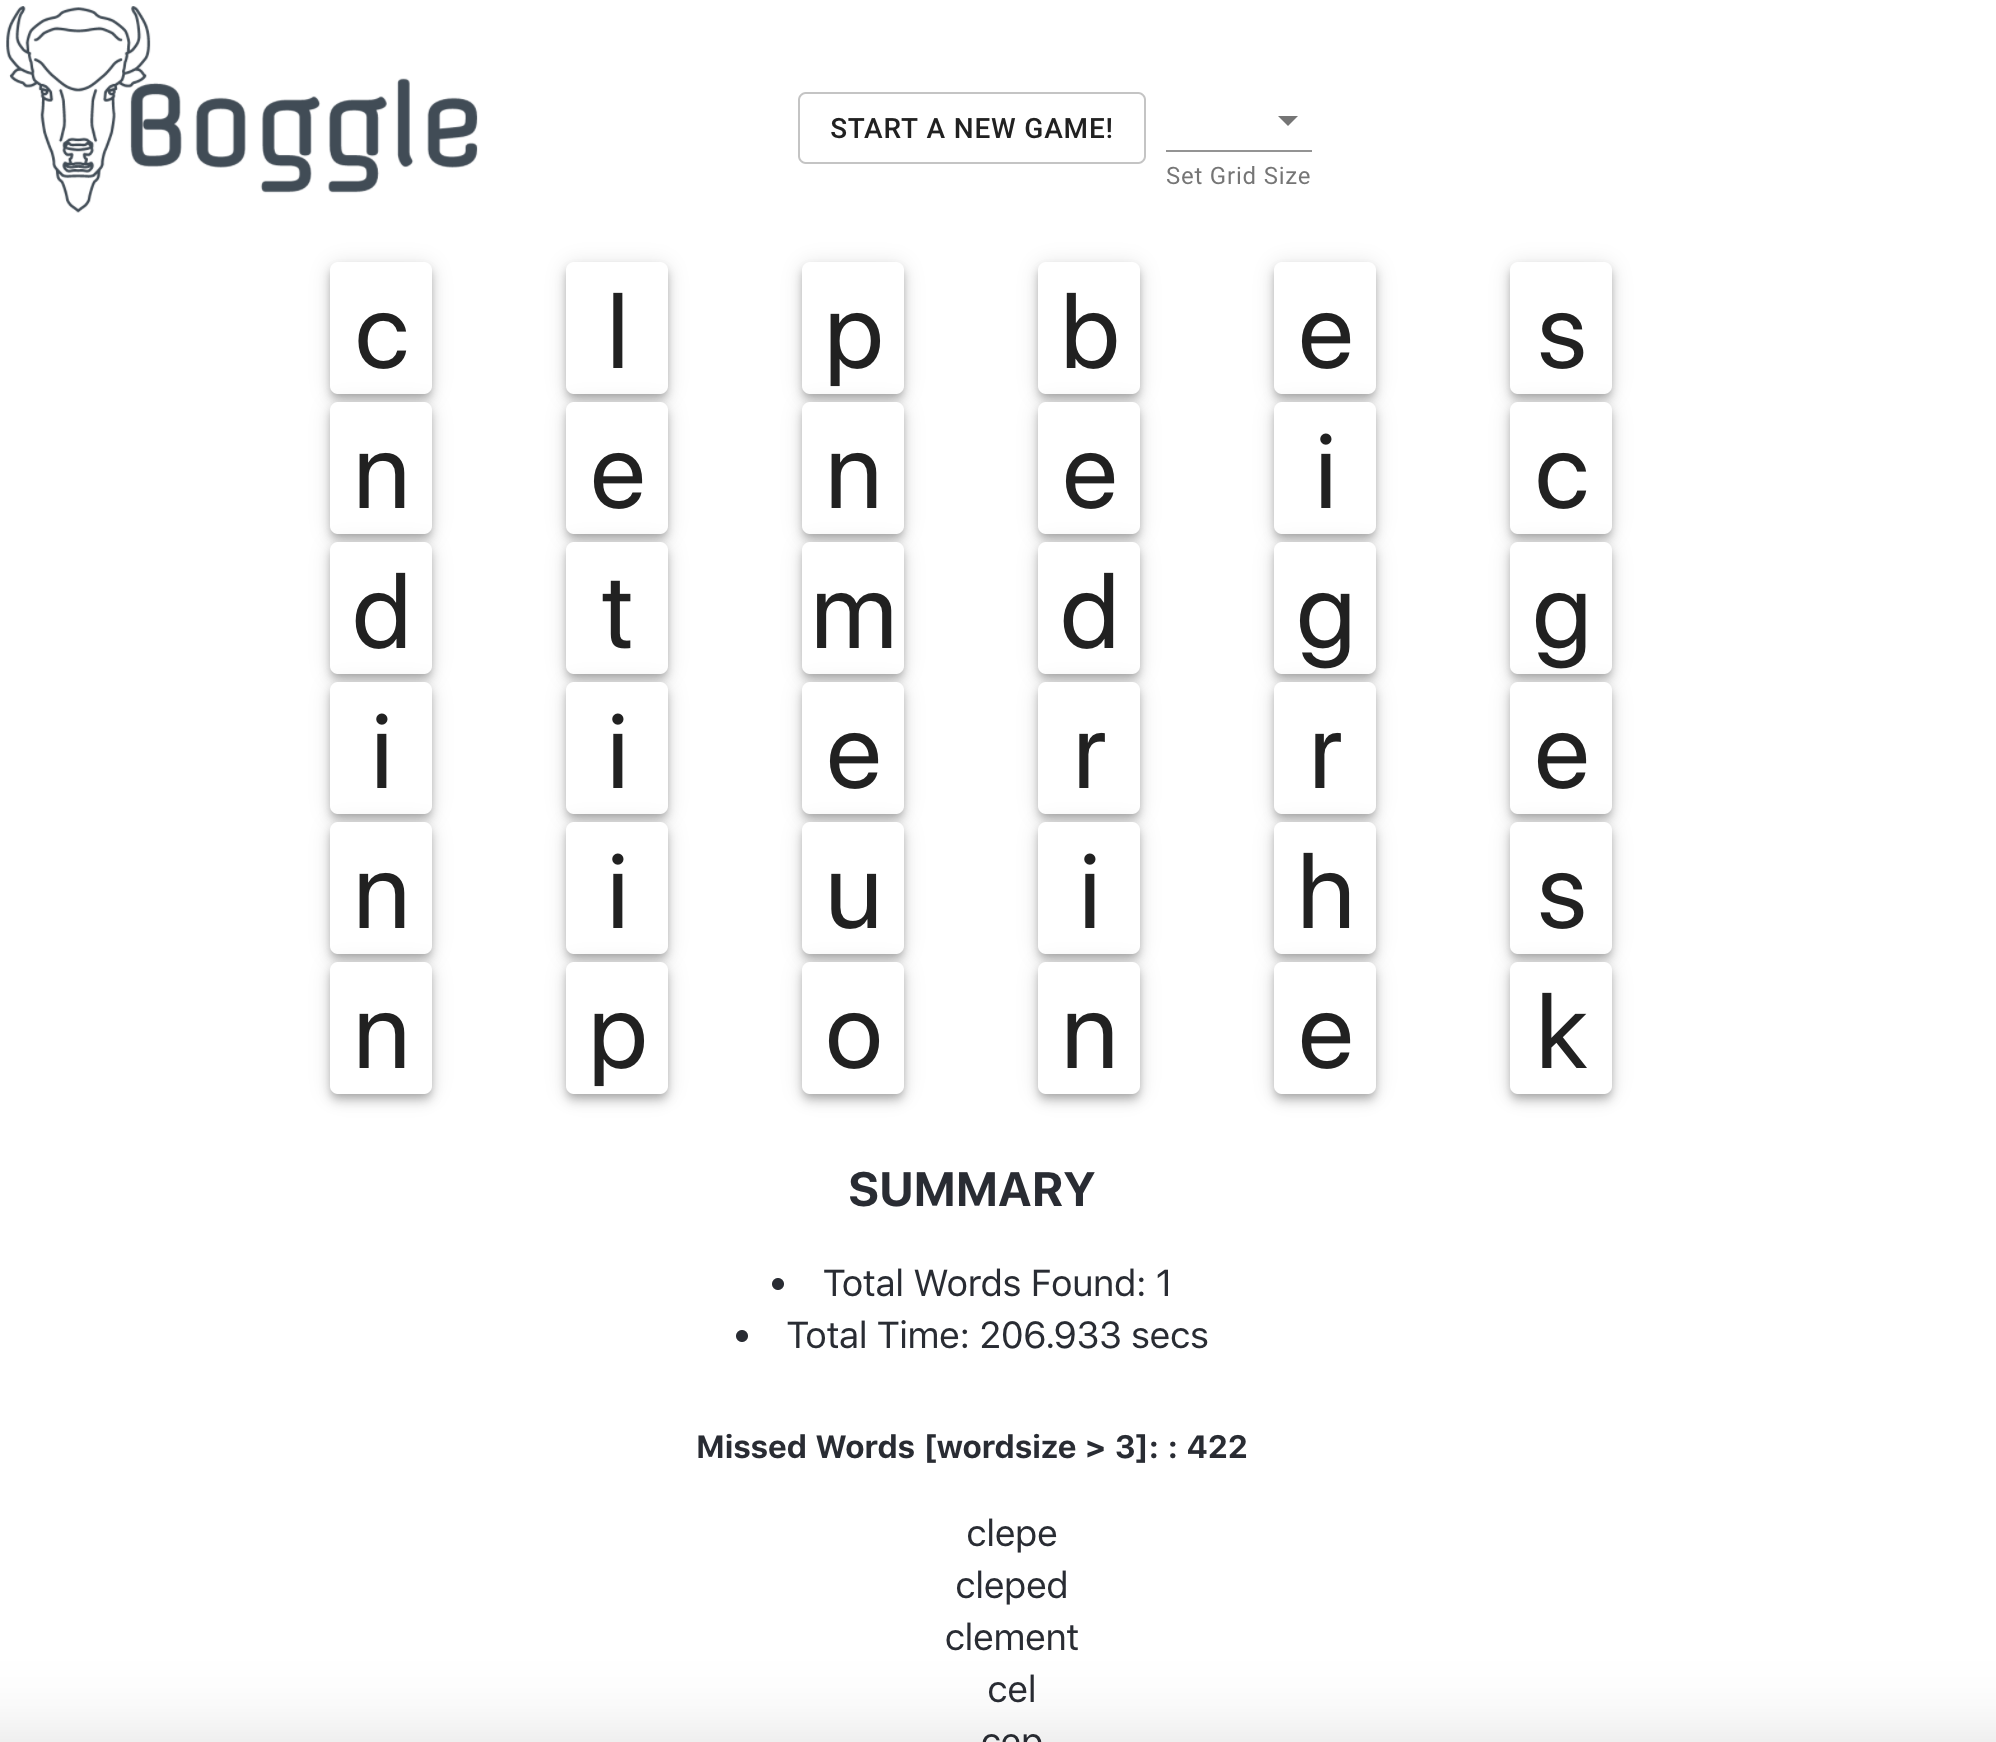 Boggle
START A NEW GAME!
Set Grid Size
c l p b e s
n e n e i c
d t m d g g
i i e r r e
n i u i h s
n p o n e k
SUMMARY
• Total Words Found: 1
• Total Time: 206.933 secs
Missed Words [wordsize > 3]: : 422
clepe
cleped
clement
cel